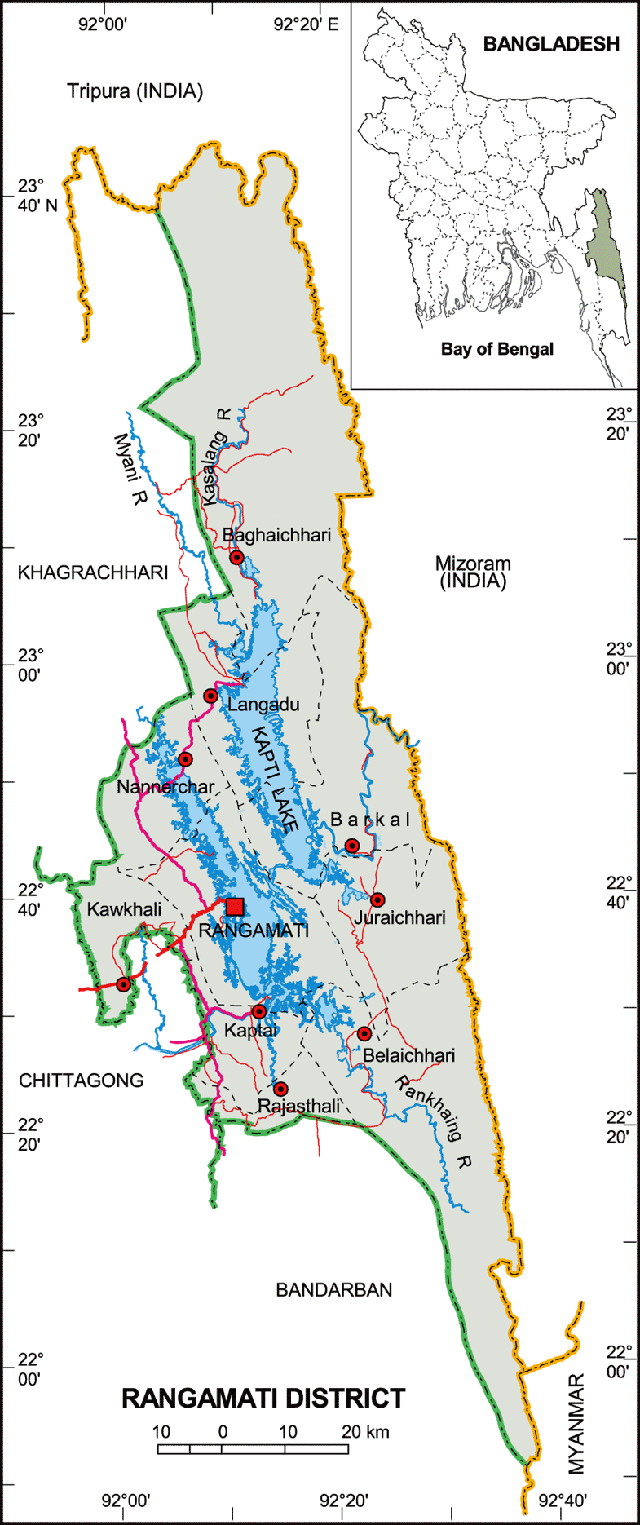 92°00'
92°20' E
BANGLADESH
Tripura (INDIA)
23°
40' N
Bay of Bengal
23°
20'
23°
20'
Myani R
Kasalang R
Baghaichhari
KHAGRACHHARI
Mizoram
(INDIA)
23°
00'
23°
00'
Langadu
KAPTI LAKE
Nannerchar
Barkal
22°
40'
22°
40'
Kawkhali
RANGAMATI
Juraichhari
Kaptai
Belaichhari
CHITTAGONG
Rajasthali
Rankhaing R
22°
20'
22°
20'
BANDARBAN
22°
00'
22°
00'
RANGAMATI DISTRICT
10 0 10 20 km
MYANMAR
92°00'
92°20'
92°40'